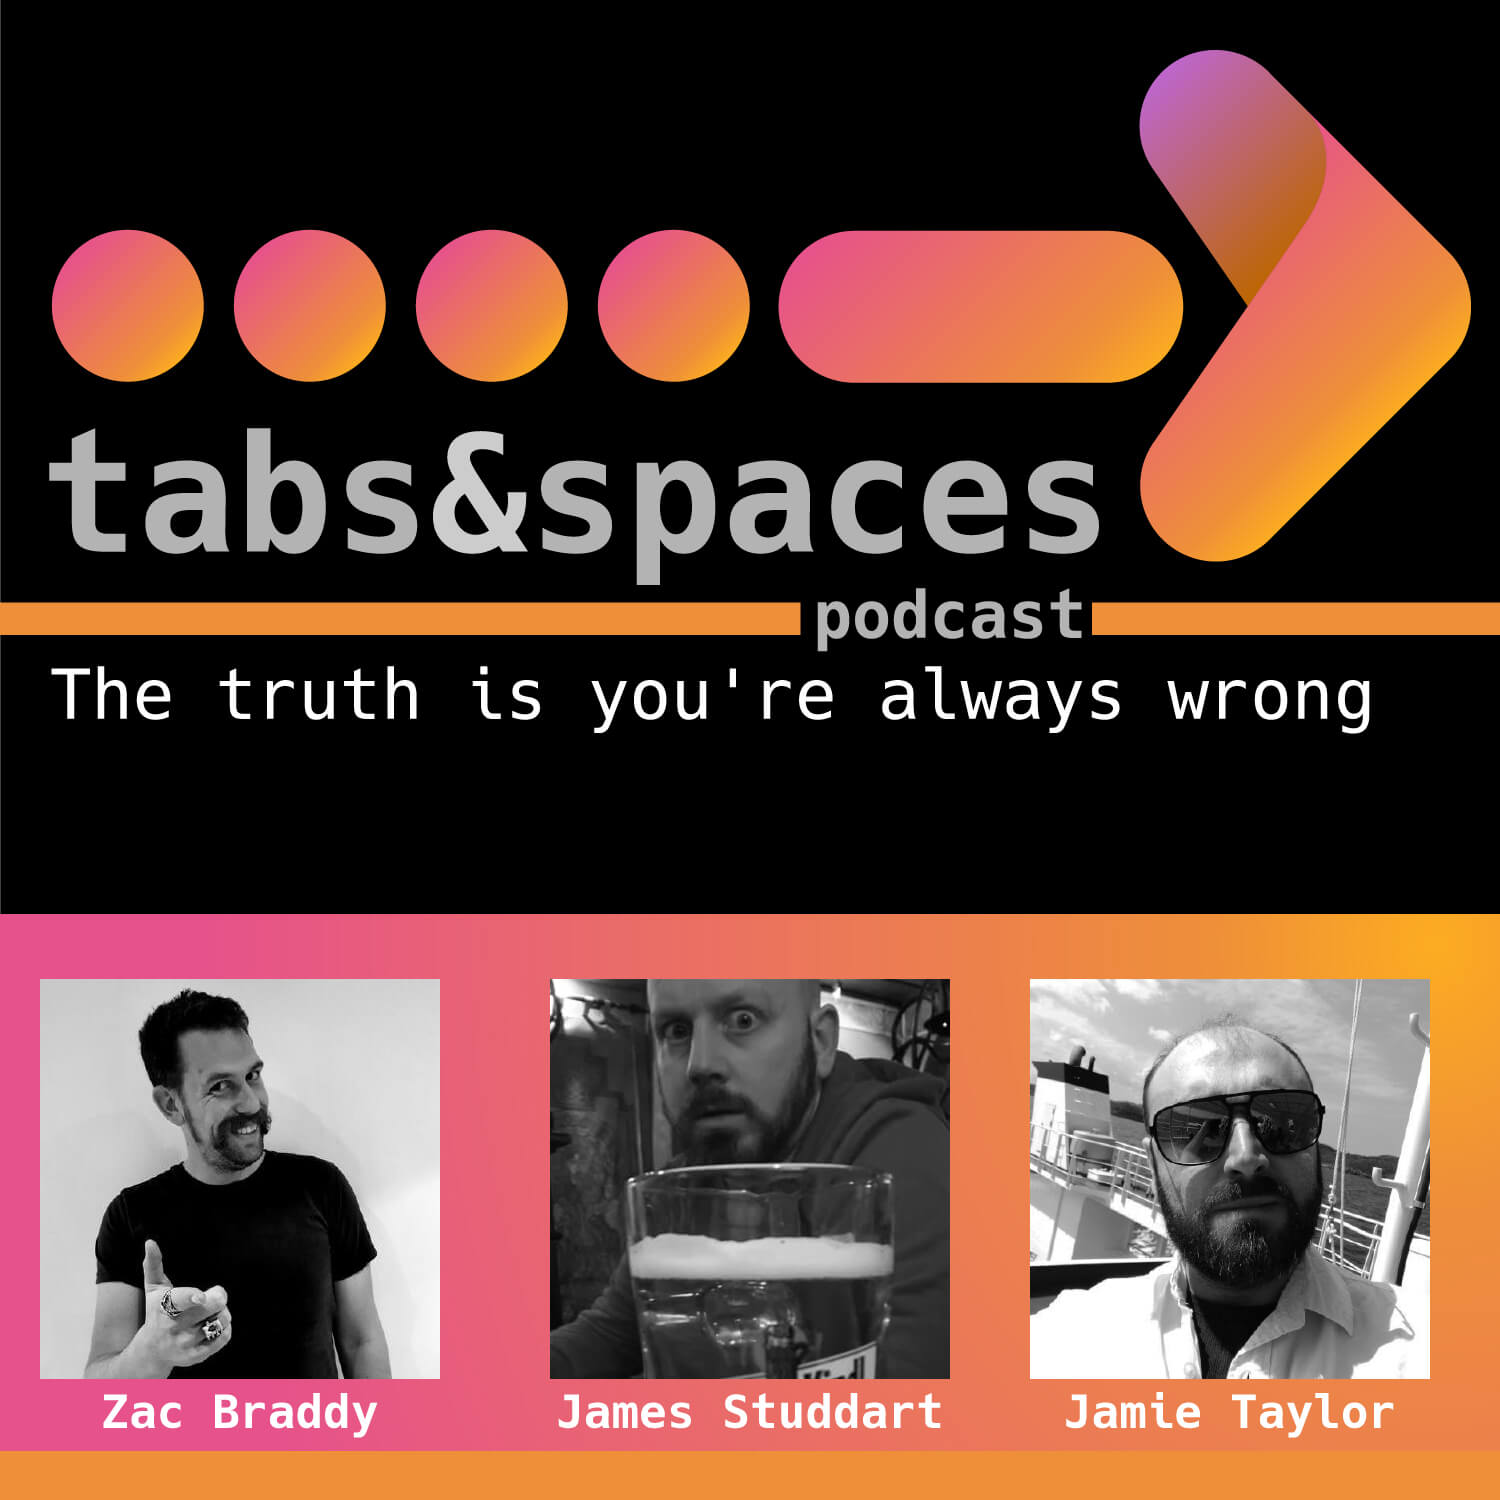 tabs&spaces
podcast
The truth is you're always wrong
Zac Braddy
James Studdart
Jamie Taylor